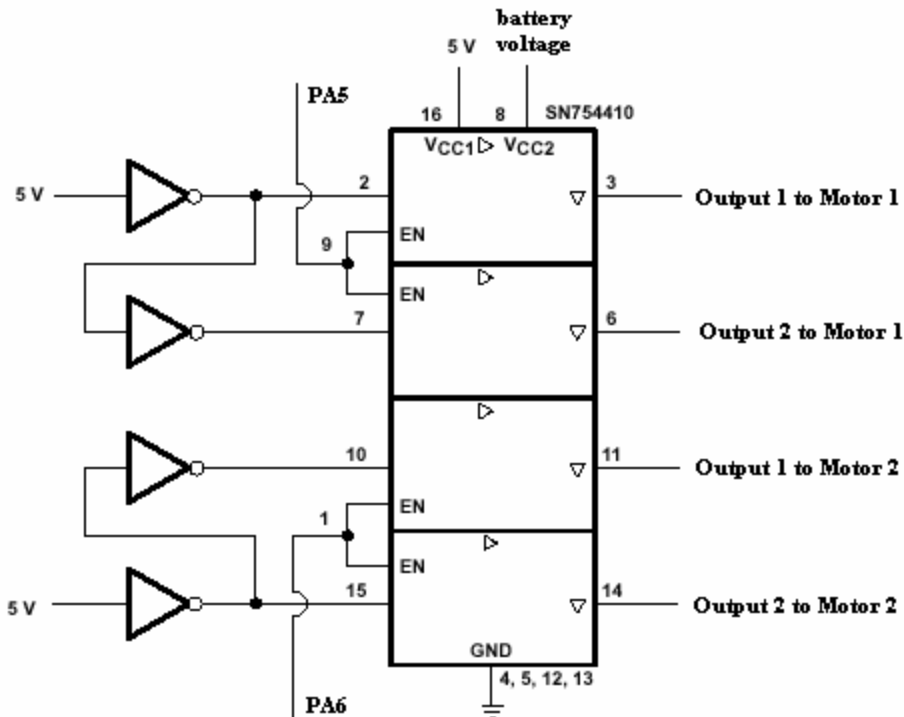 battery
voltage
5 V
PA5
16
8
SN754410
VCC1
VCC2
5 V
2
3
Output 1 to Motor 1
9
EN
EN
7
6
Output 2 to Motor 1
10
11
Output 1 to Motor 2
EN
1
EN
5 V
15
14
Output 2 to Motor 2
GND
4, 5, 12, 13
PA6